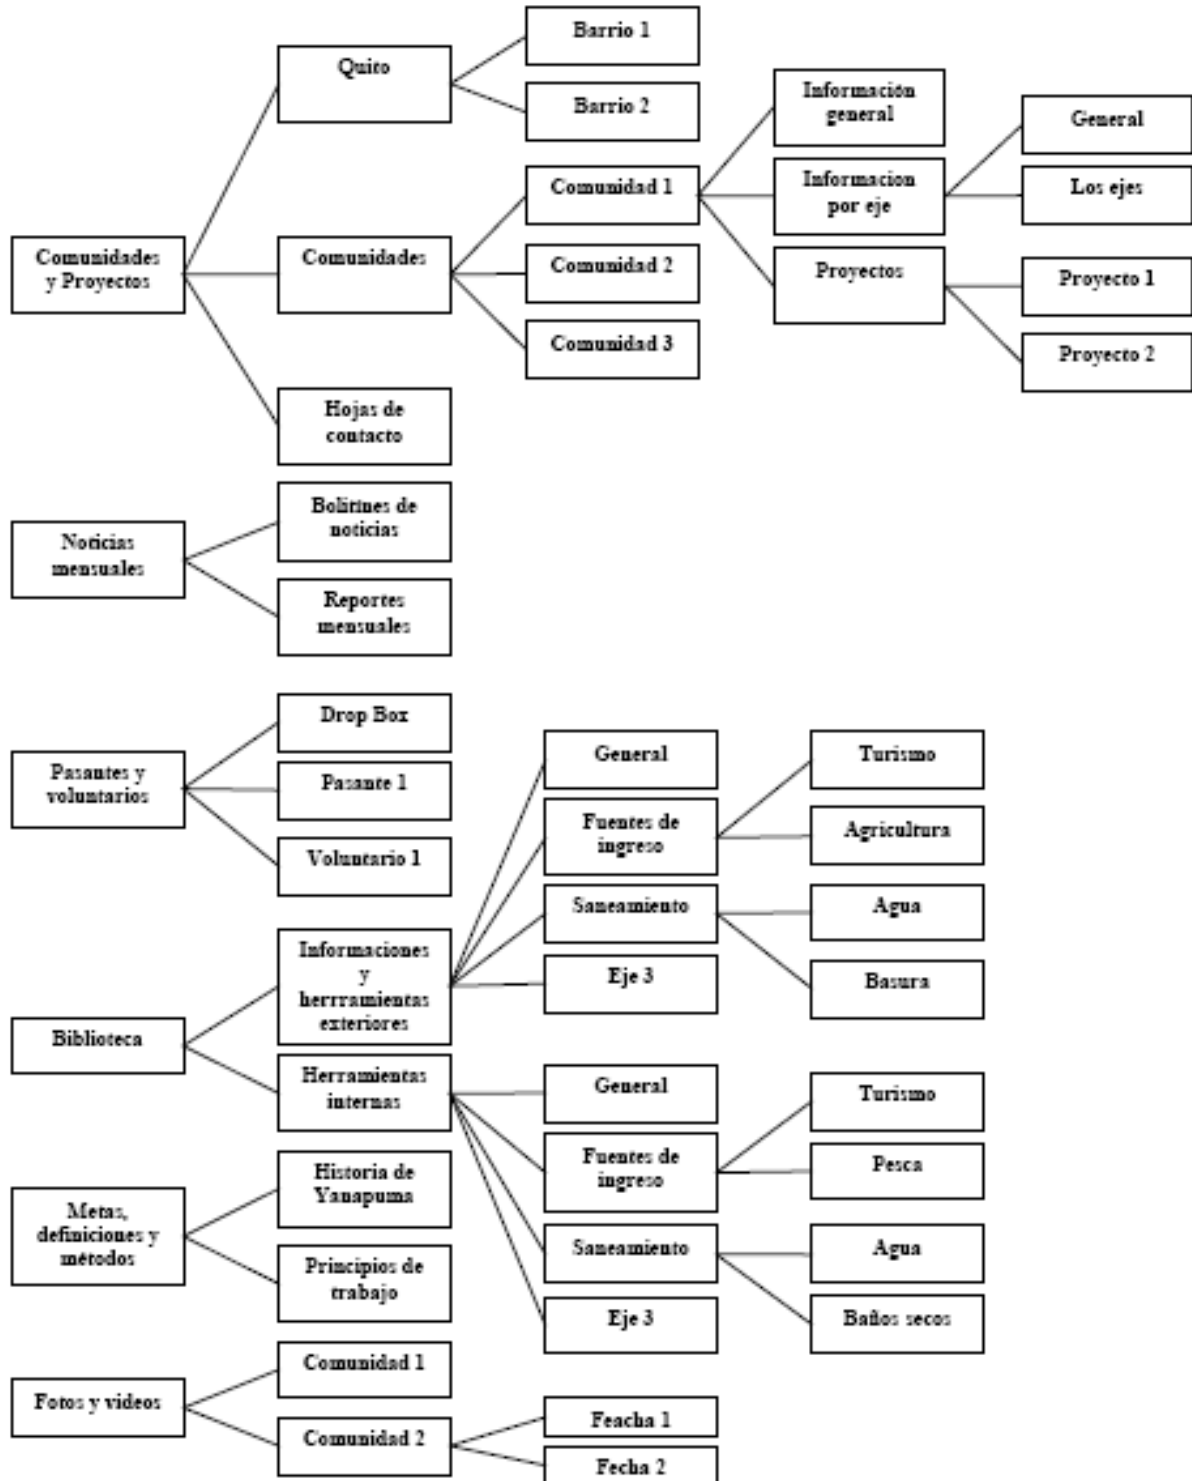 Comunidades
y Proyectos
Quito
Barrio 1
Barrio 2
Comunidades
Comunidad 1
Información
general
Informacion
por eje
General
Los ejes
Proyectos
Proyecto 1
Proyecto 2
Comunidad 2
Comunidad 3
Hojas de
contacto
Noticias
mensuales
Bolitines de
noticias
Reportes
mensuales
Pasantes y
voluntarios
Drop Box
Pasante 1
Voluntario 1
Biblioteca
Informaciones
y
herrramientas
exteriores
General
Fuentes de
ingreso
Turismo
Agricultura
Saneamiento
Agua
Basura
Eje 3
Herramientas
internas
General
Fuentes de
ingreso
Turismo
Pesca
Saneamiento
Agua
Baños secos
Eje 3
Metas,
definiciones y
métodos
Historia de
Yanapuma
Principios de
trabajo
Fotos y videos
Comunidad 1
Comunidad 2
Feacha 1
Fecha 2